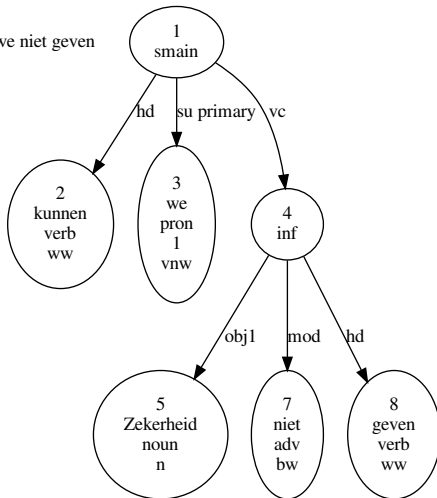 we niet geven
1
smain
hd
su primary
vc
2
kunnen
verb
ww
3
we
pron
1
vnw
4
inf
obj1
mod
hd
5
Zekerheid
noun
n
7
niet
adv
bw
8
geven
verb
ww